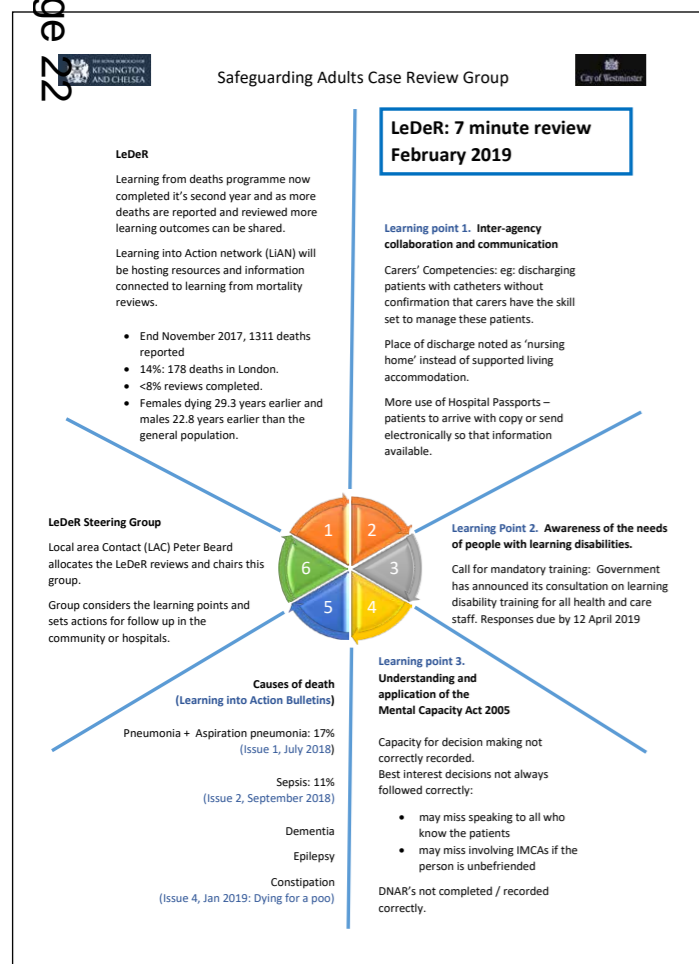 ge 22
THE ROYAL BOROUGH OF
KENSINGTON
AND CHELSEA
Safeguarding Adults Case Review Group
City of Westminster
LeDeR: 7 minute review
February 2019
LeDeR
Learning from deaths programme now
completed it's second year and as more
deaths are reported and reviewed more
learning outcomes can be shared.
Learning into Action network (LiAN) will
be hosting resources and information
connected to learning from mortality
reviews.
• End November 2017, 1311 deaths
reported
• 14%: 178 deaths in London.
• <8% reviews completed.
• Females dying 29.3 years earlier and
males 22.8 years earlier than the
general population.
Learning point 1. Inter-agency
collaboration and communication
Carers' Competencies: eg: discharging
patients with catheters without
confirmation that carers have the skill
set to manage these patients.
Place of discharge noted as 'nursing
home' instead of supported living
accommodation.
More use of Hospital Passports –
patients to arrive with copy or send
electronically so that information
available.
1
2
3
4
5
6
Learning Point 2. Awareness of the needs
of people with learning disabilities.
Call for mandatory training: Government
has announced its consultation on learning
disability training for all health and care
staff. Responses due by 12 April 2019
Learning point 3.
Understanding and
application of the
Mental Capacity Act 2005
Capacity for decision making not
correctly recorded.
Best interest decisions not always
followed correctly:
• may miss speaking to all who
know the patients
• may miss involving IMCAs if the
person is unbefriended
DNAR's not completed / recorded
correctly.
Causes of death
(Learning into Action Bulletins)
Pneumonia + Aspiration pneumonia: 17%
(Issue 1, July 2018)
Sepsis: 11%
(Issue 2, September 2018)
Dementia
Epilepsy
Constipation
(Issue 4, Jan 2019: Dying for a poo)
LeDeR Steering Group
Local area Contact (LAC) Peter Beard
allocates the LeDeR reviews and chairs this
group.
Group considers the learning points and
sets actions for follow up in the
community or hospitals.